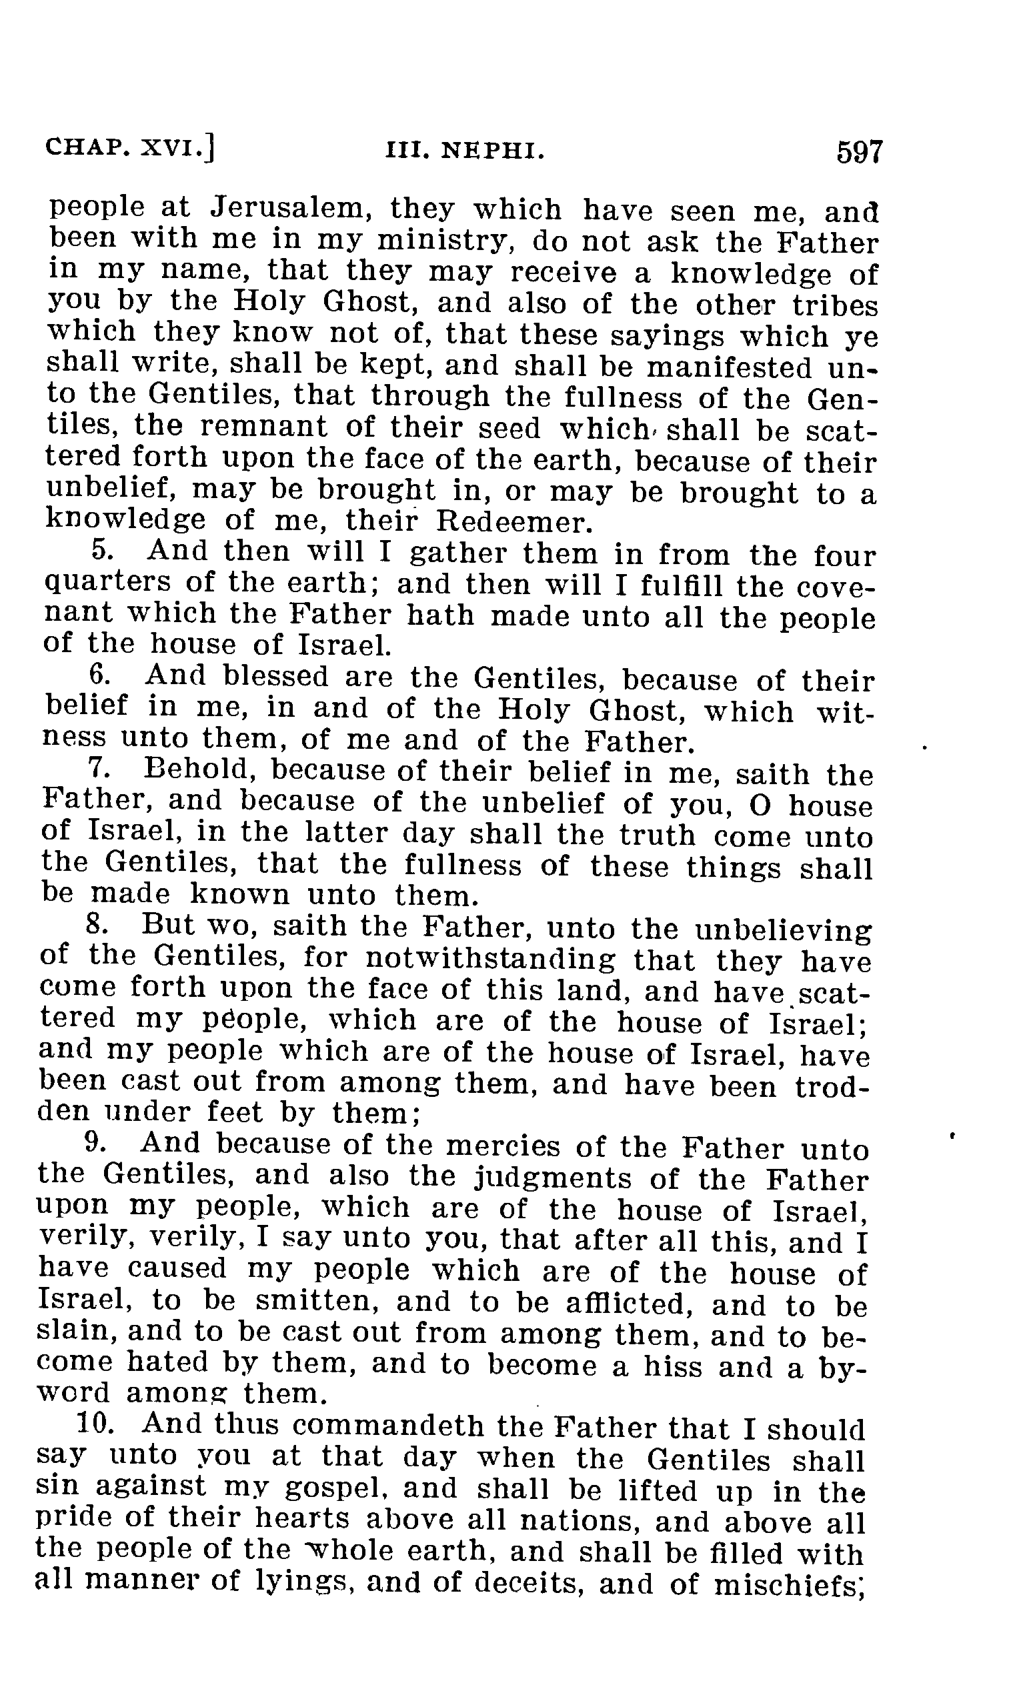 CHAP. XVI.] III. NEPHI. 597
people at Jerusalem, they which have seen me, and
been with me in my ministry, do not ask the Father
in my name, that they may receive a knowledge of
you by the Holy Ghost, and also of the other tribes
which they know not of, that these sayings which ye
shall write, shall be kept, and shall be manifested un-
to the Gentiles, that through the fullness of the Gen-
tiles, the remnant of their seed which shall be scat-
tered forth upon the face of the earth, because of their
unbelief, may be brought in, or may be brought to a
knowledge of me, their Redeemer.
5. And then will I gather them in from the four
quarters of the earth; and then will I fulfill the cove-
nant which the Father hath made unto all the people
of the house of Israel.
6. And blessed are the Gentiles, because of their
belief in me, in and of the Holy Ghost, which wit-
ness unto them, of me and of the Father.
7. Behold, because of their belief in me, saith the
Father, and because of the unbelief of you, O house
of Israel, in the latter day shall the truth come unto
the Gentiles, that the fullness of these things shall
be made known unto them.
8. But wo, saith the Father, unto the unbelieving
of the Gentiles, for notwithstanding that they have
come forth upon the face of this land, and have scat-
tered my people, which are of the house of Israel;
and my people which are of the house of Israel, have
been cast out from among them, and have been trod-
den under feet by them;
9. And because of the mercies of the Father unto
the Gentiles, and also the judgments of the Father
upon my people, which are of the house of Israel,
verily, verily, I say unto you, that after all this, and I
have caused my people which are of the house of
Israel, to be smitten, and to be afflicted, and to be
slain, and to be cast out from among them, and to be-
come hated by them, and to become a hiss and a by-
word among them.
10. And thus commandeth the Father that I should
say unto you at that day when the Gentiles shall
sin against my gospel, and shall be lifted up in the
pride of their hearts above all nations, and above all
the people of the whole earth, and shall be filled with
all manner of lyings, and of deceits, and of mischiefs;